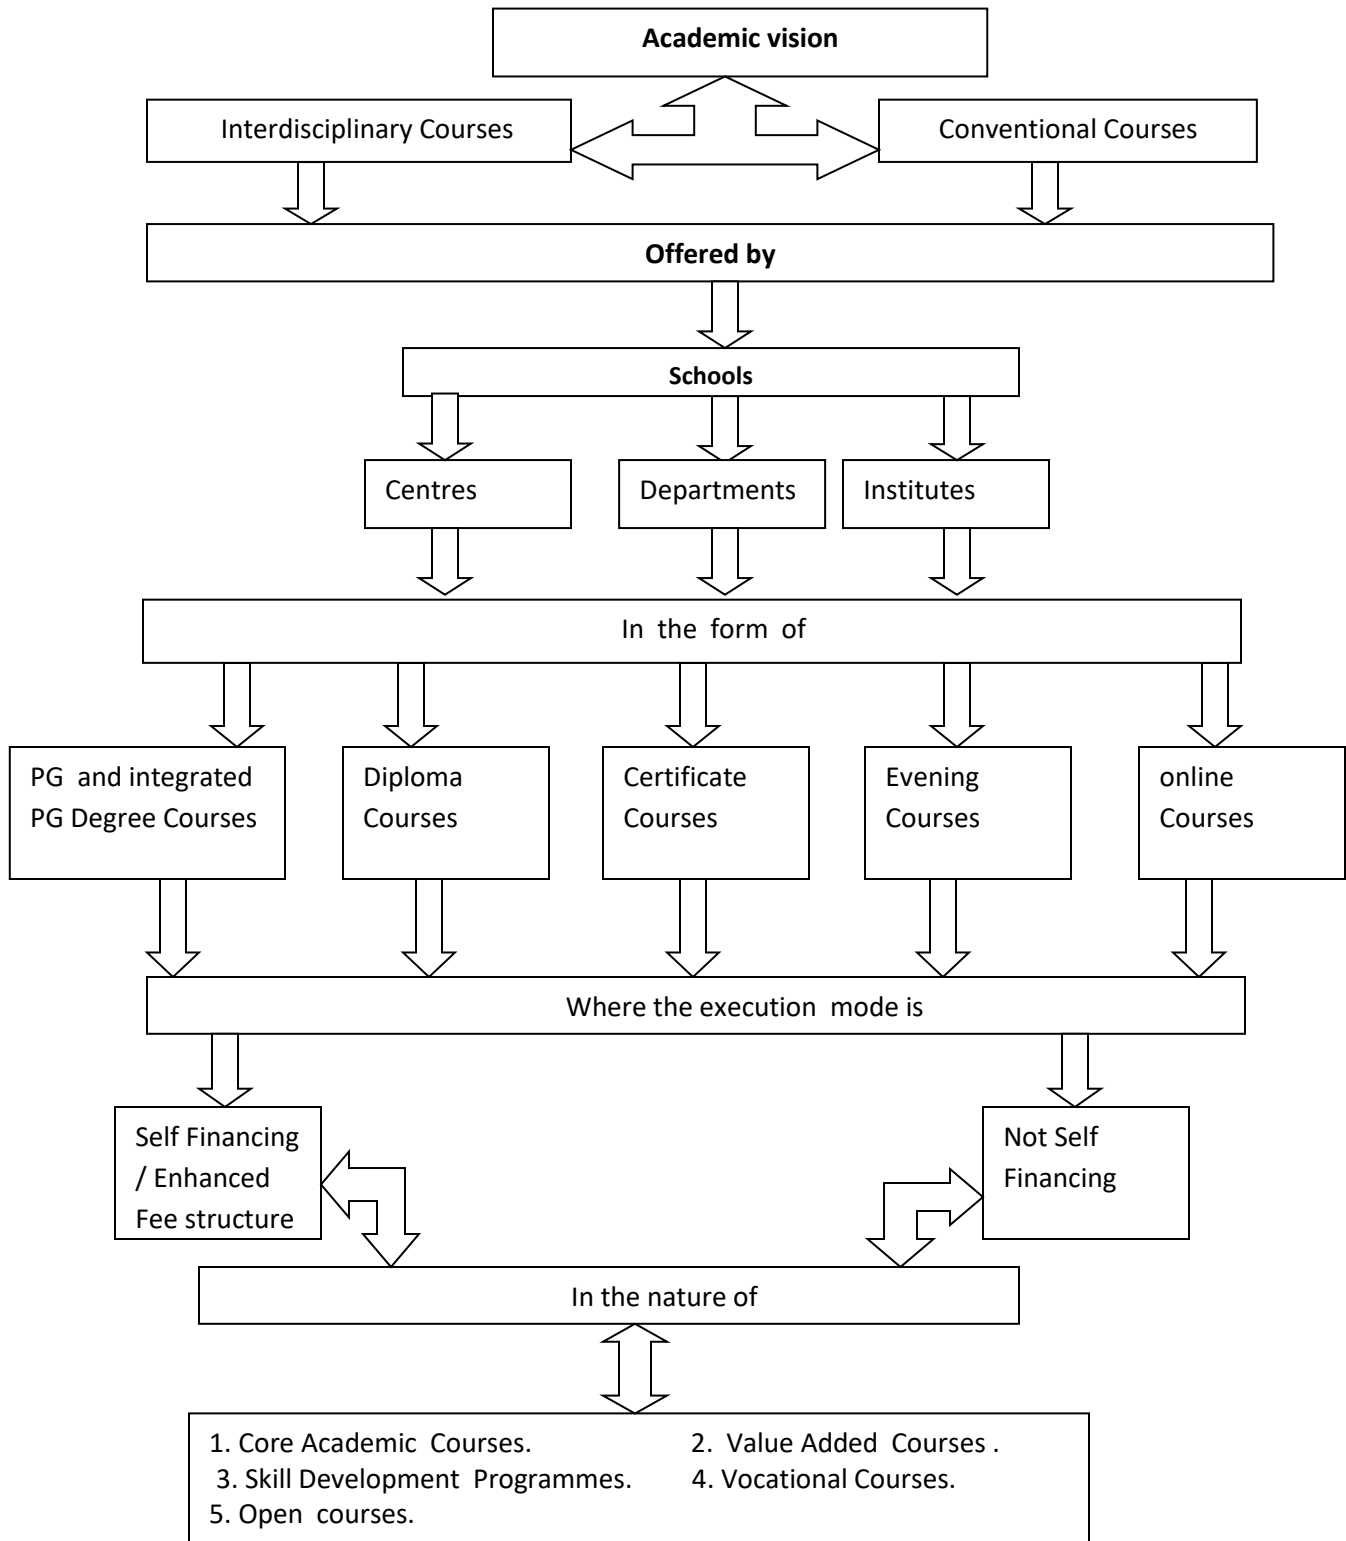 Academic vision
Interdisciplinary Courses
Conventional Courses
Offered by
Schools
Centres
Departments
Institutes
In the form of
PG and integrated
PG Degree Courses
Diploma
Courses
Certificate
Courses
Evening
Courses
online
Courses
Where the execution mode is
Self Financing
/ Enhanced
Fee structure
Not Self
Financing
In the nature of
1. Core Academic Courses. 2. Value Added Courses .
3. Skill Development Programmes. 4. Vocational Courses.
5. Open courses.